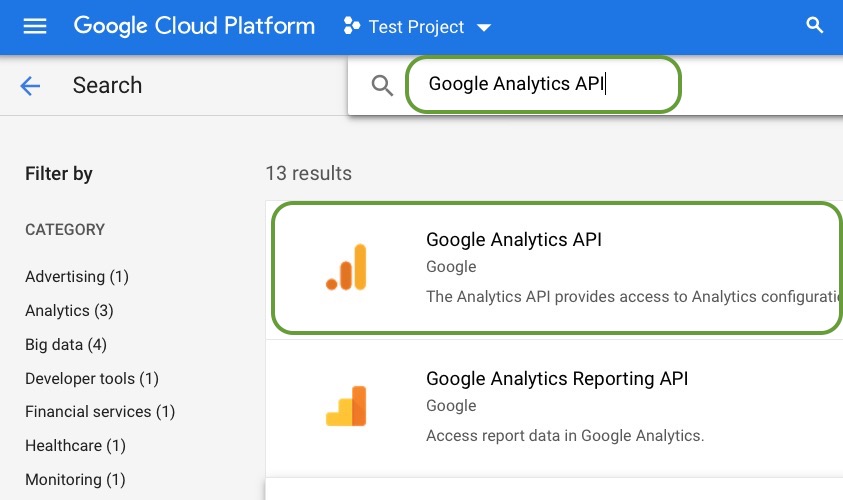 Google Cloud Platform
Test Project
Search
Google Analytics API
Filter by
13 results
CATEGORY
Advertising (1)
Analytics (3)
Big data (4)
Developer tools (1)
Financial services (1)
Healthcare (1)
Monitoring (1)
Google Analytics API
Google
The Analytics API provides access to Analytics configurati
Google Analytics Reporting API
Google
Access report data in Google Analytics.